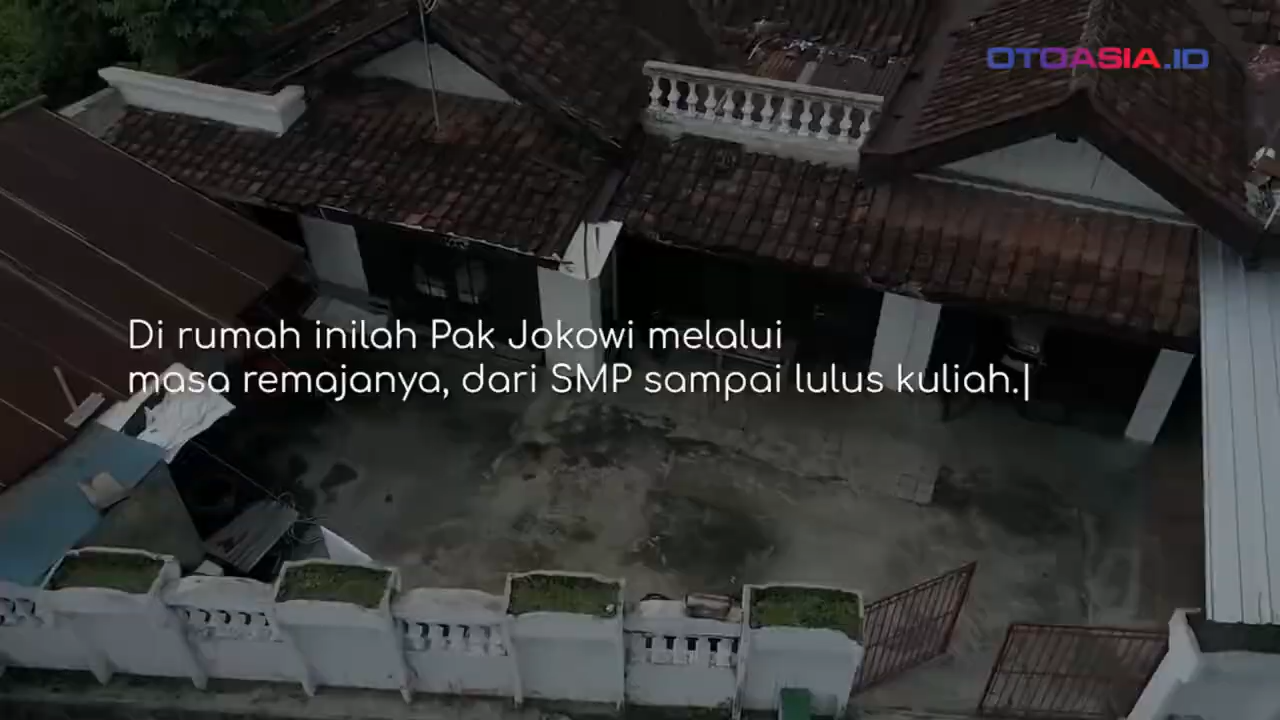 OTOASIA.ID
Di rumah inilah Pak Jokowi melalui
masa remajanya, dari SMP sampai lulus kuliah.|